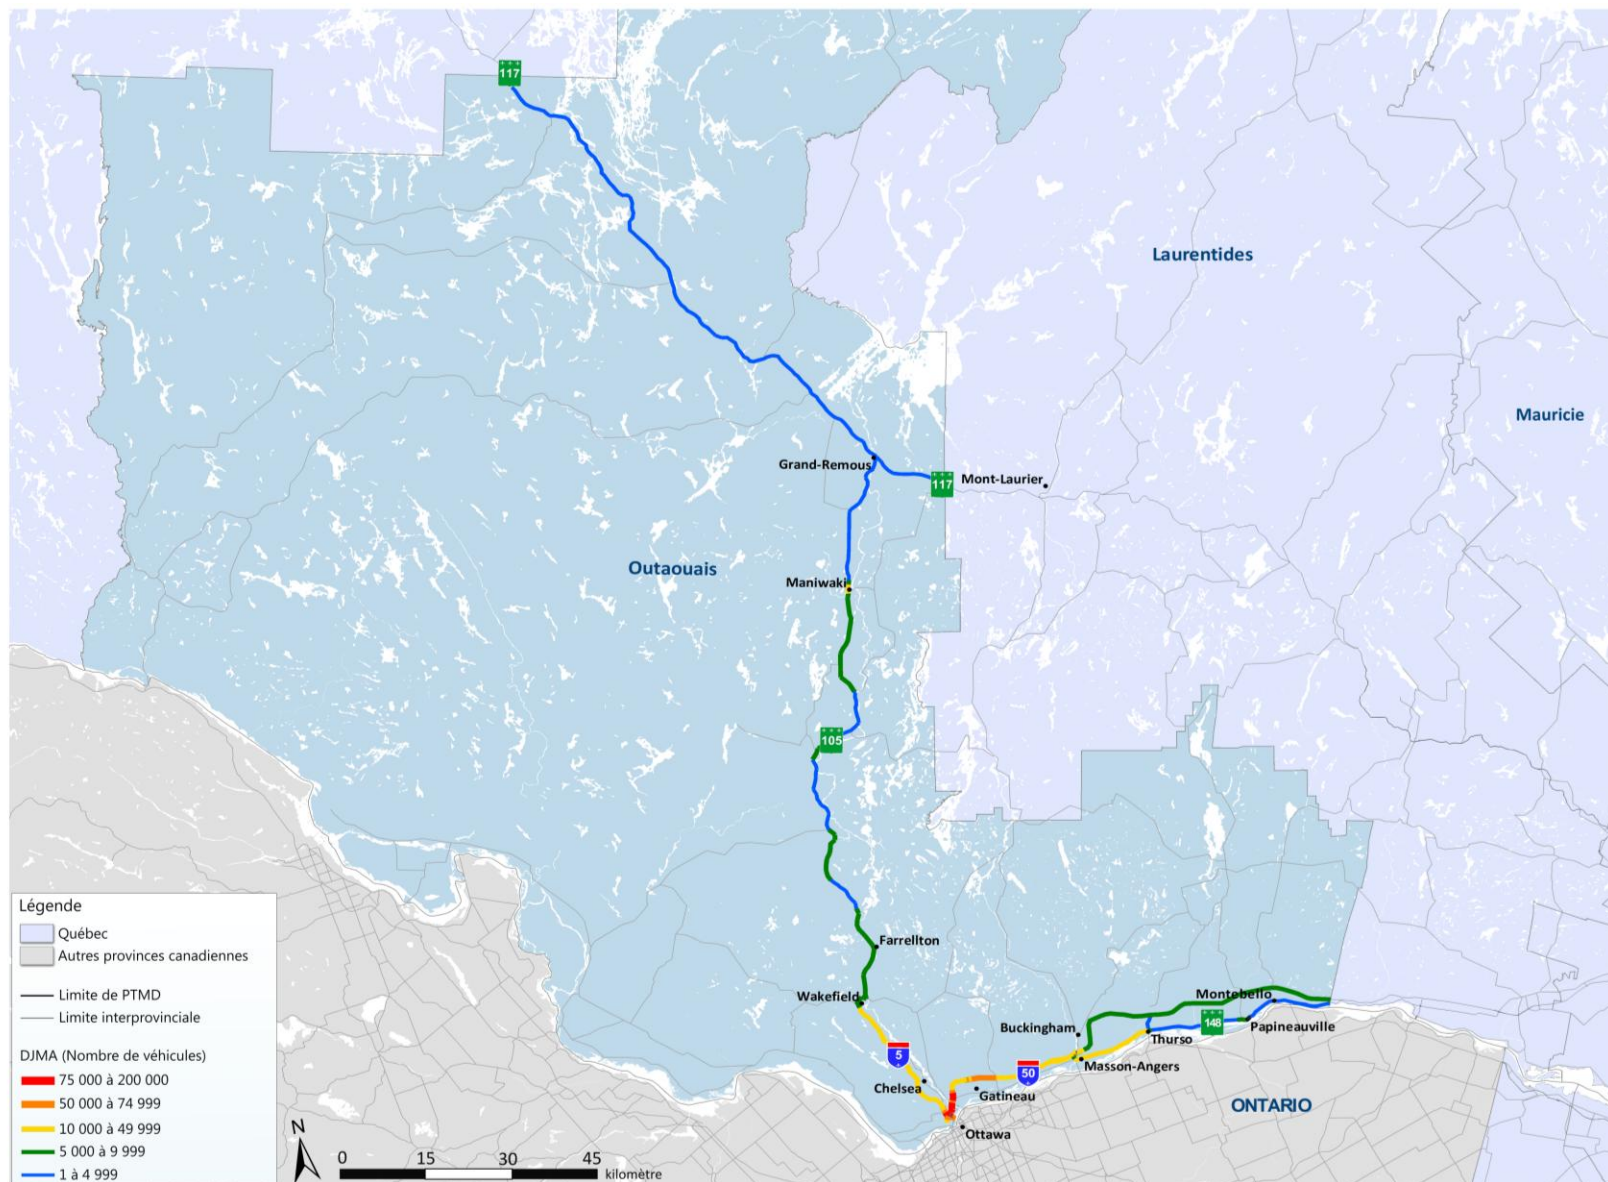 117
Laurentides
Mauricie
Grand-Remous
117
Mont-Laurier
Outaouais
Maniwaki
105
Farrellton
Wakefield
Montebello
Buckingham
148
Papineauville
Thurso
5
50
Masson-Angers
Chelsea
Gatineau
ONTARIO
Ottawa
Légende
Québec
Autres provinces canadiennes
Limite de PTMD
Limite interprovinciale
DJMA (Nombre de véhicules)
75 000 à 200 000
50 000 à 74 999
10 000 à 49 999
5 000 à 9 999
1 à 4 999
N
0 15 30 45
kilomètre